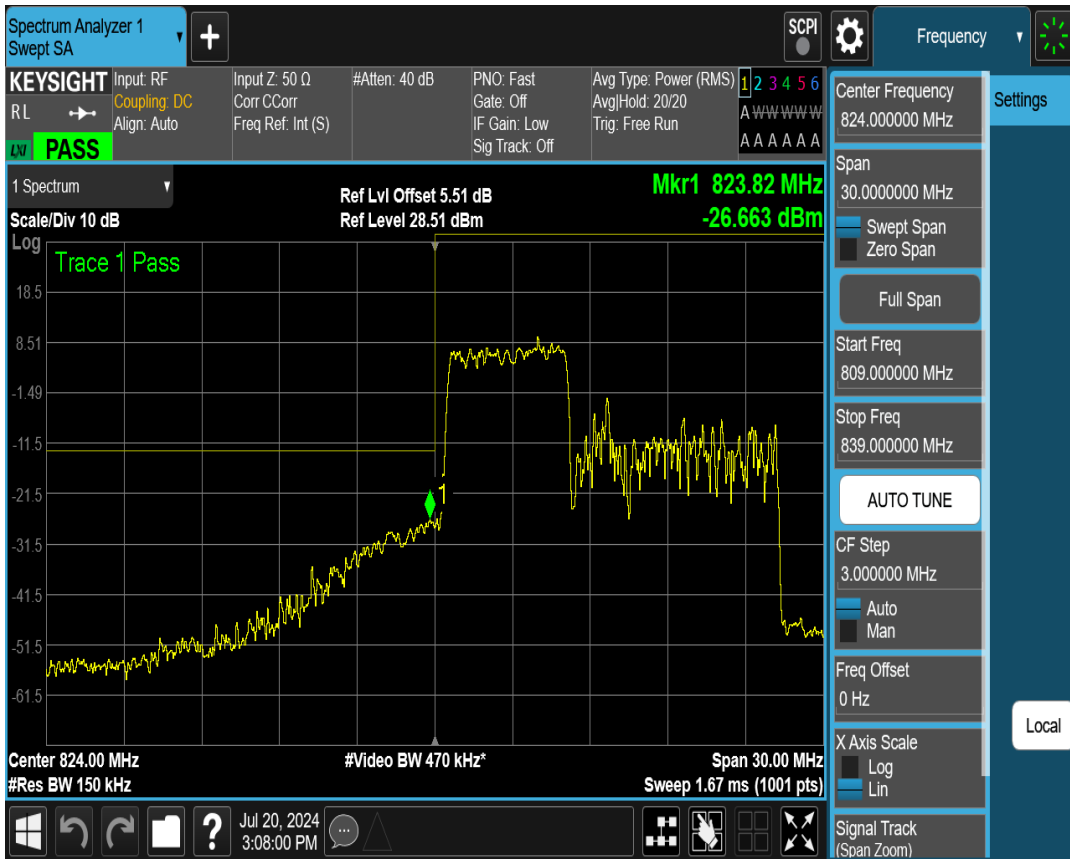 Spectrum Analyzer 1
Swept SA
+
SCPI
Frequency
KEYSIGHT
RL
LXI PASS
Input: RF
Coupling: DC
Align: Auto
Input Z: 50 Ω
Corr CCorr
Freq Ref: Int (S)
#Atten: 40 dB
PNO: Fast
Gate: Off
IF Gain: Low
Sig Track: Off
Avg Type: Power (RMS)
Avg|Hold: 20/20
Trig: Free Run
1 2 3 4 5 6
A W W W W W
A A A A A A
1 Spectrum
Scale/Div 10 dB
Ref Lvl Offset 5.51 dB
Ref Level 28.51 dBm
Mkr1 823.82 MHz
-26.663 dBm
Log
Trace 1 Pass
18.5
8.51
-1.49
-11.5
-21.5
-31.5
-41.5
-51.5
-61.5
1
Center 824.00 MHz
#Res BW 150 kHz
#Video BW 470 kHz*
Span 30.00 MHz
Sweep 1.67 ms (1001 pts)
Center Frequency
824.000000 MHz
Span
30.0000000 MHz
Swept Span
Zero Span
Full Span
Start Freq
809.000000 MHz
Stop Freq
839.000000 MHz
AUTO TUNE
CF Step
3.000000 MHz
Auto
Man
Freq Offset
0 Hz
X Axis Scale
Log
Lin
Signal Track
(Span Zoom)
Settings
Local
?
Jul 20, 2024
3:08:00 PM